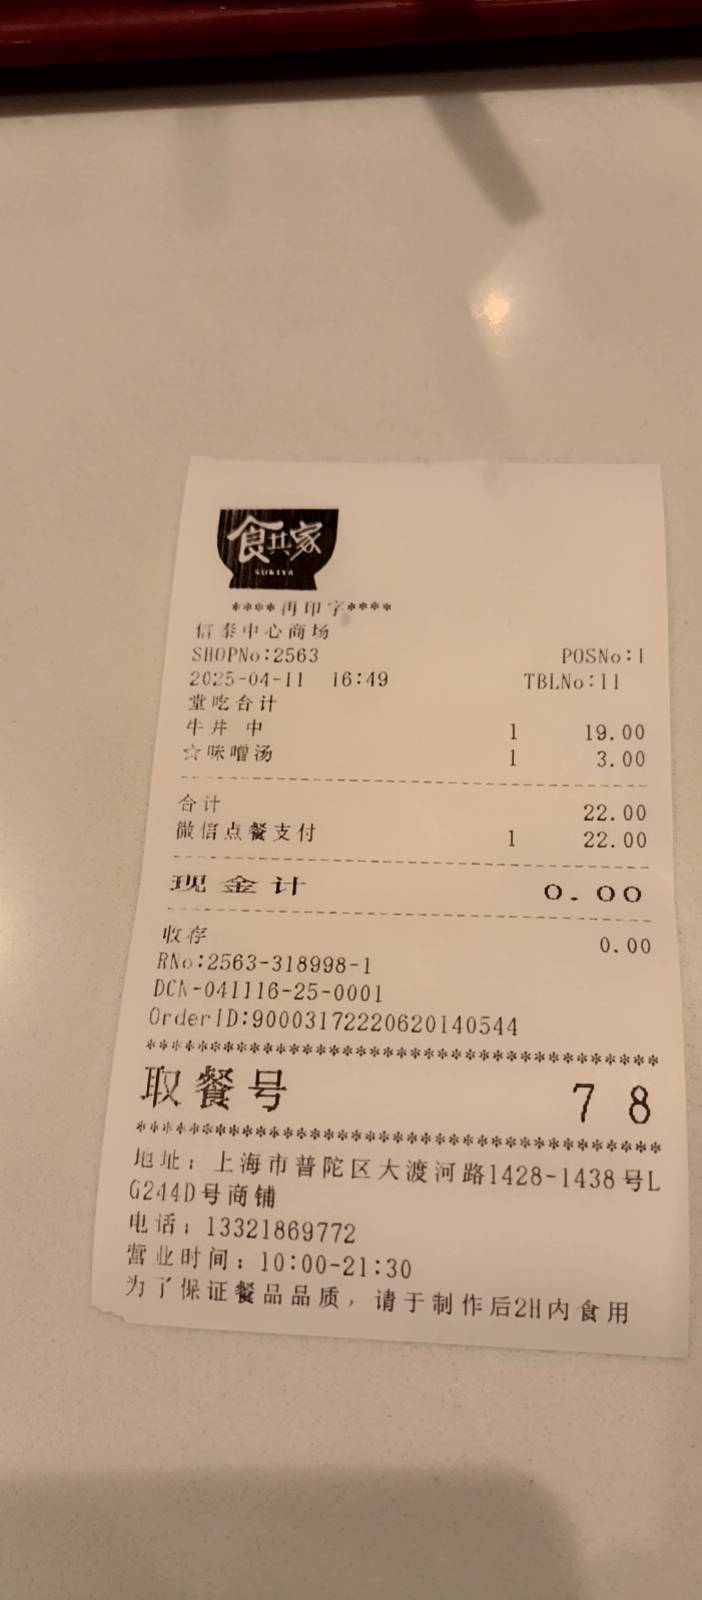 食其家
SUKIYA
****再印字****
信泰中心商场
SHOPNo:2563 POSNo:1
2025-04-11 16:49 TBLNo:11
堂吃合计
牛丼 中 1 19.00
☆味噌汤 1 3.00
合计 22.00
微信点餐支付 1 22.00
现金计 0.00
收存 0.00
RNo:2563-318998-1
DCN-041116-25-0001
OrderID:90003172220620140544
取餐号 78
地址：上海市普陀区大渡河路1428-1438号L
G244D号商铺
电话：13321869772
营业时间：10:00-21:30
为了保证餐品品质，请于制作后2H内食用